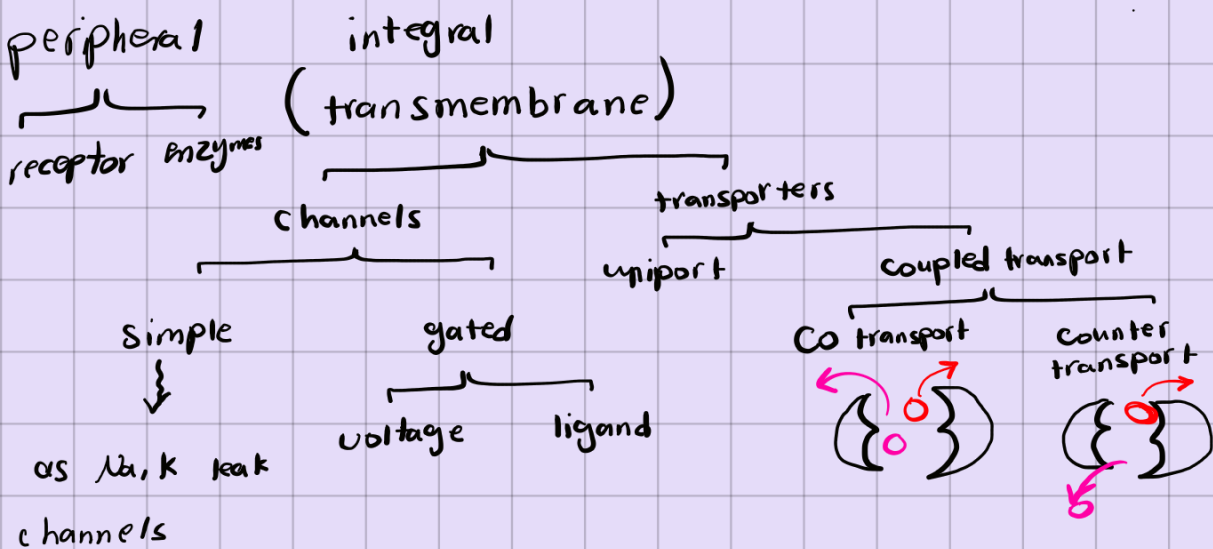 peripheral integral
(transmembrane)
receptor enzymes
channels transporters
uniport coupled transport
simple gated Co transport counter
transport
voltage ligand
as Na, K leak
channels